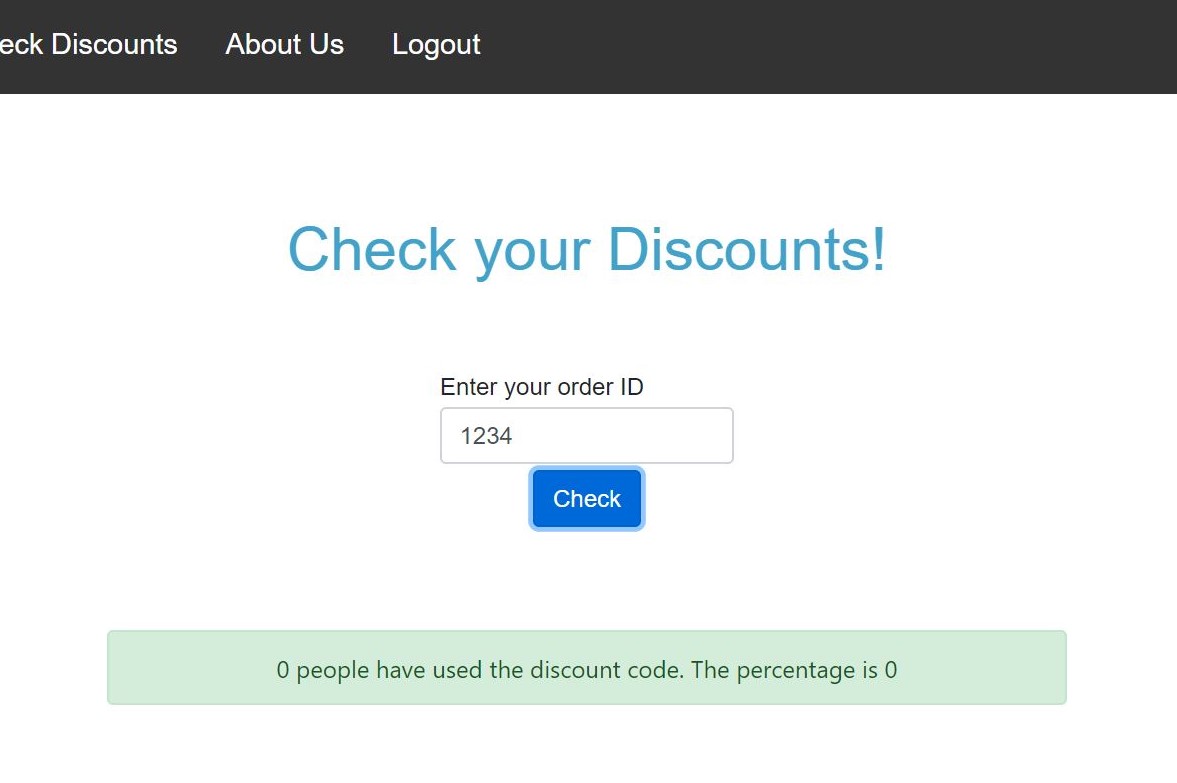 eck Discounts About Us Logout
Check your Discounts!
Enter your order ID
1234
Check
0 people have used the discount code. The percentage is 0